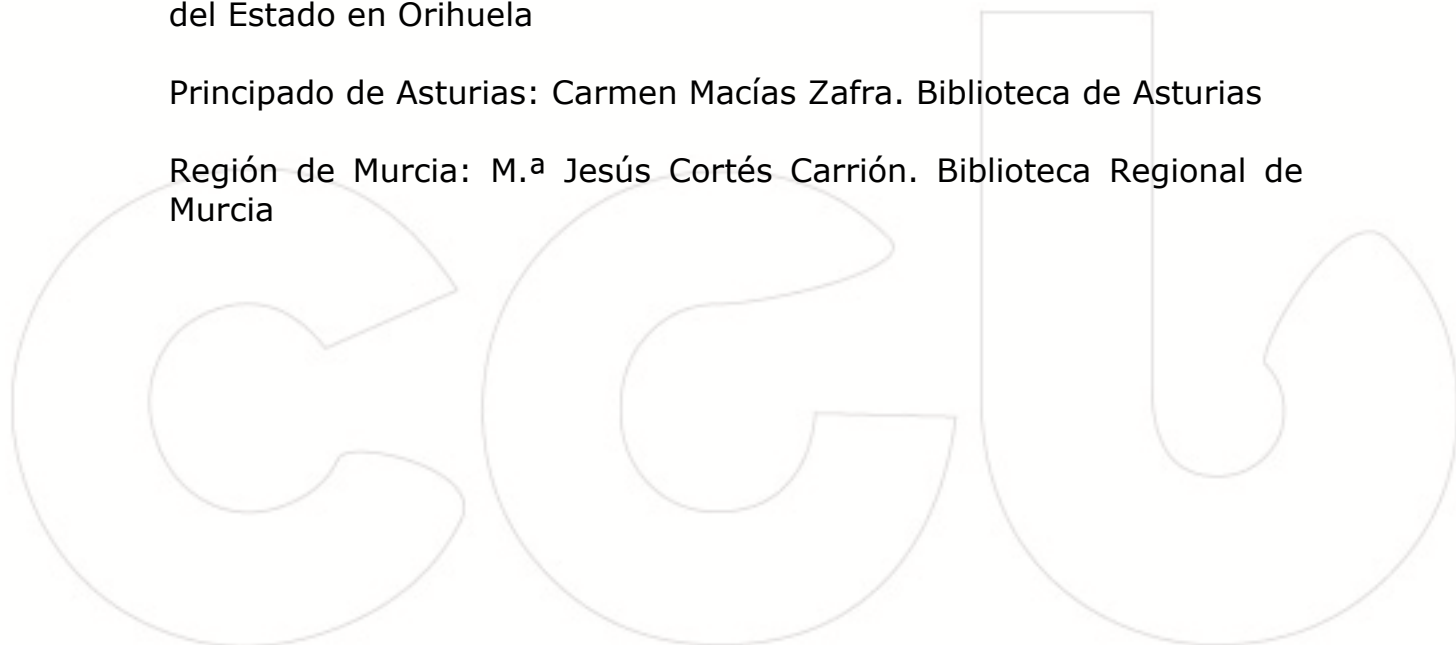 del Estado en Orihuela
Principado de Asturias: Carmen Macías Zafra. Biblioteca de Asturias
Región de Murcia: M.ª Jesús Cortés Carrión. Biblioteca Regional de
Murcia